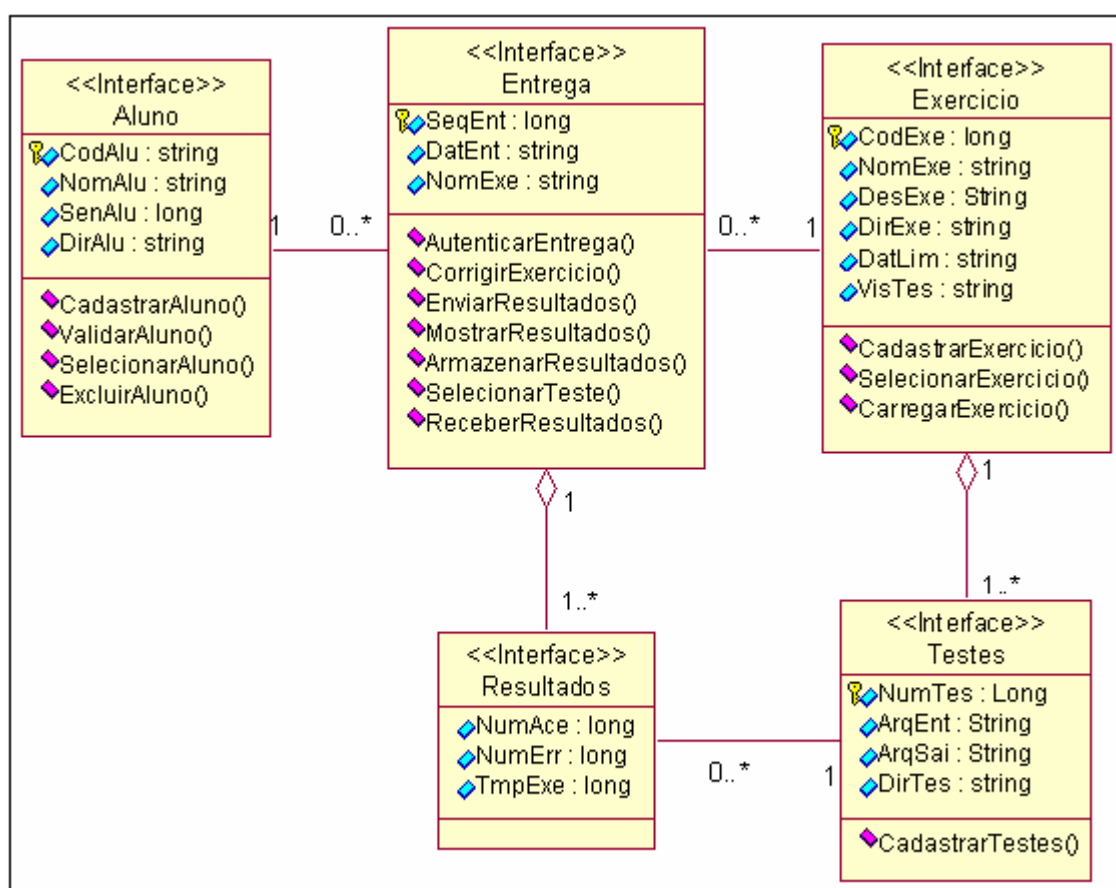 <<Interface>>
Aluno
CodAlu : string
NomAlu : string
SenAlu : long
DirAlu : string
CadastrarAluno()
ValidarAluno()
SelecionarAluno()
ExcluirAluno()
1
0..*
<<Interface>>
Entrega
SeqEnt : long
DatEnt : string
NomExe : string
AutenticarEntrega()
CorrigirExercicio()
EnviarResultados()
MostrarResultados()
ArmazenarResultados()
SelecionarTeste()
ReceberResultados()
0..*
1
<<Interface>>
Exercicio
CodExe : long
NomExe : string
DesExe : String
DirExe : string
DatLim : string
VisTes : string
CadastrarExercicio()
SelecionarExercicio()
CarregarExercicio()
1
1..*
1
1..*
<<Interface>>
Resultados
NumAce : long
NumErr : long
TmpExe : long
0..*
1
<<Interface>>
Testes
NumTes : Long
ArqEnt : String
ArqSai : String
DirTes : string
CadastrarTestes()